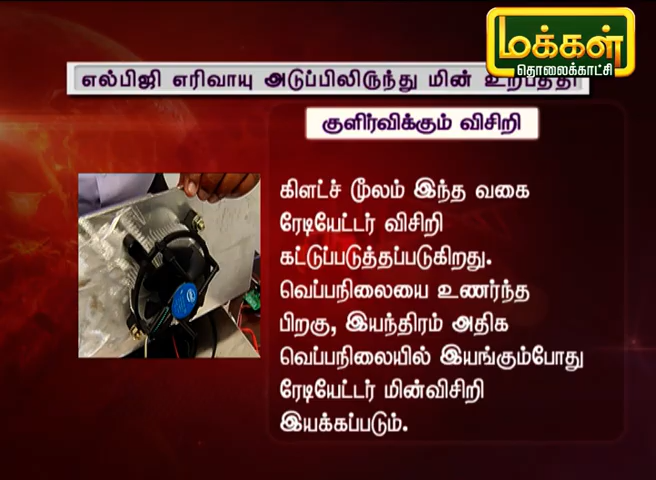 மக்கள்
தொலைக்காட்சி
எல்பிஜி எரிவாயு அடுப்பிலிருந்து மின் உற்பத்தி
குளிர்விக்கும் விசிறி
கிளட்ச் மூலம் இந்த வகை
ரேடியேட்டர் விசிறி
கட்டுப்படுத்தப்படுகிறது.
வெப்பநிலையை உணர்ந்த
பிறகு, இயந்திரம் அதிக
வெப்பநிலையில் இயங்கும்போது
ரேடியேட்டர் மின்விசிறி
இயக்கப்படும்.